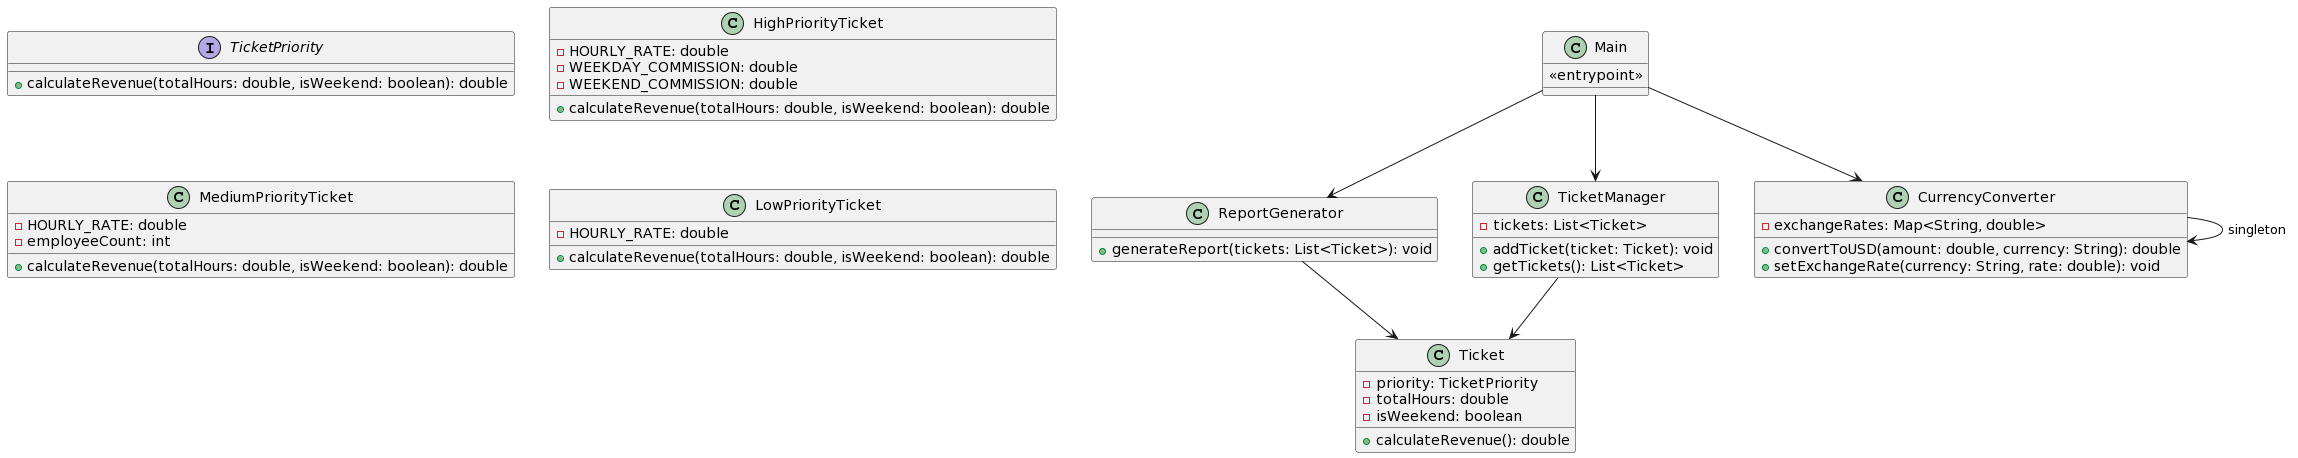 I TicketPriority
calculateRevenue(totalHours: double, isWeekend: boolean): double
C HighPriorityTicket
HOURLY_RATE: double
WEEKDAY_COMMISSION: double
WEEKEND_COMMISSION: double
calculateRevenue(totalHours: double, isWeekend: boolean): double
C Main
«entrypoint»
C MediumPriorityTicket
HOURLY_RATE: double
employeeCount: int
calculateRevenue(totalHours: double, isWeekend: boolean): double
C LowPriorityTicket
HOURLY_RATE: double
calculateRevenue(totalHours: double, isWeekend: boolean): double
C ReportGenerator
generateReport(tickets: List<Ticket>): void
C TicketManager
tickets: List<Ticket>
addTicket(ticket: Ticket): void
getTickets(): List<Ticket>
C CurrencyConverter
exchangeRates: Map<String, double>
convertToUSD(amount: double, currency: String): double
setExchangeRate(currency: String, rate: double): void
singleton
C Ticket
priority: TicketPriority
totalHours: double
isWeekend: boolean
calculateRevenue(): double